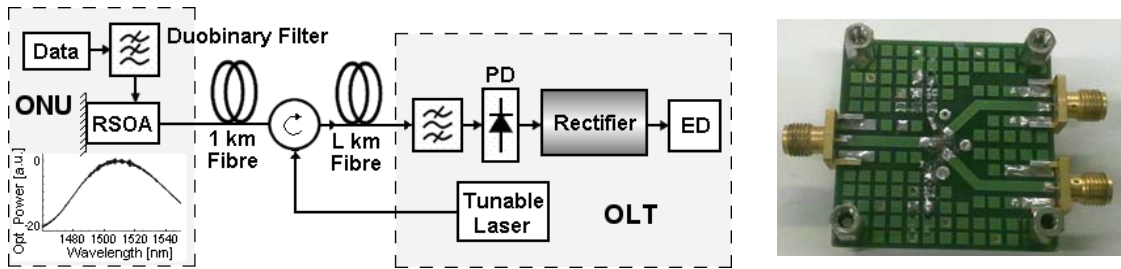 Data
Duobinary Filter
ONU
RSOA
1 km
Fibre
L km
Fibre
PD
Rectifier
ED
Tunable
Laser
OLT
Opt Power [a.u.]
0
-20
1480 1500 1520 1540
Wavelength [nm]